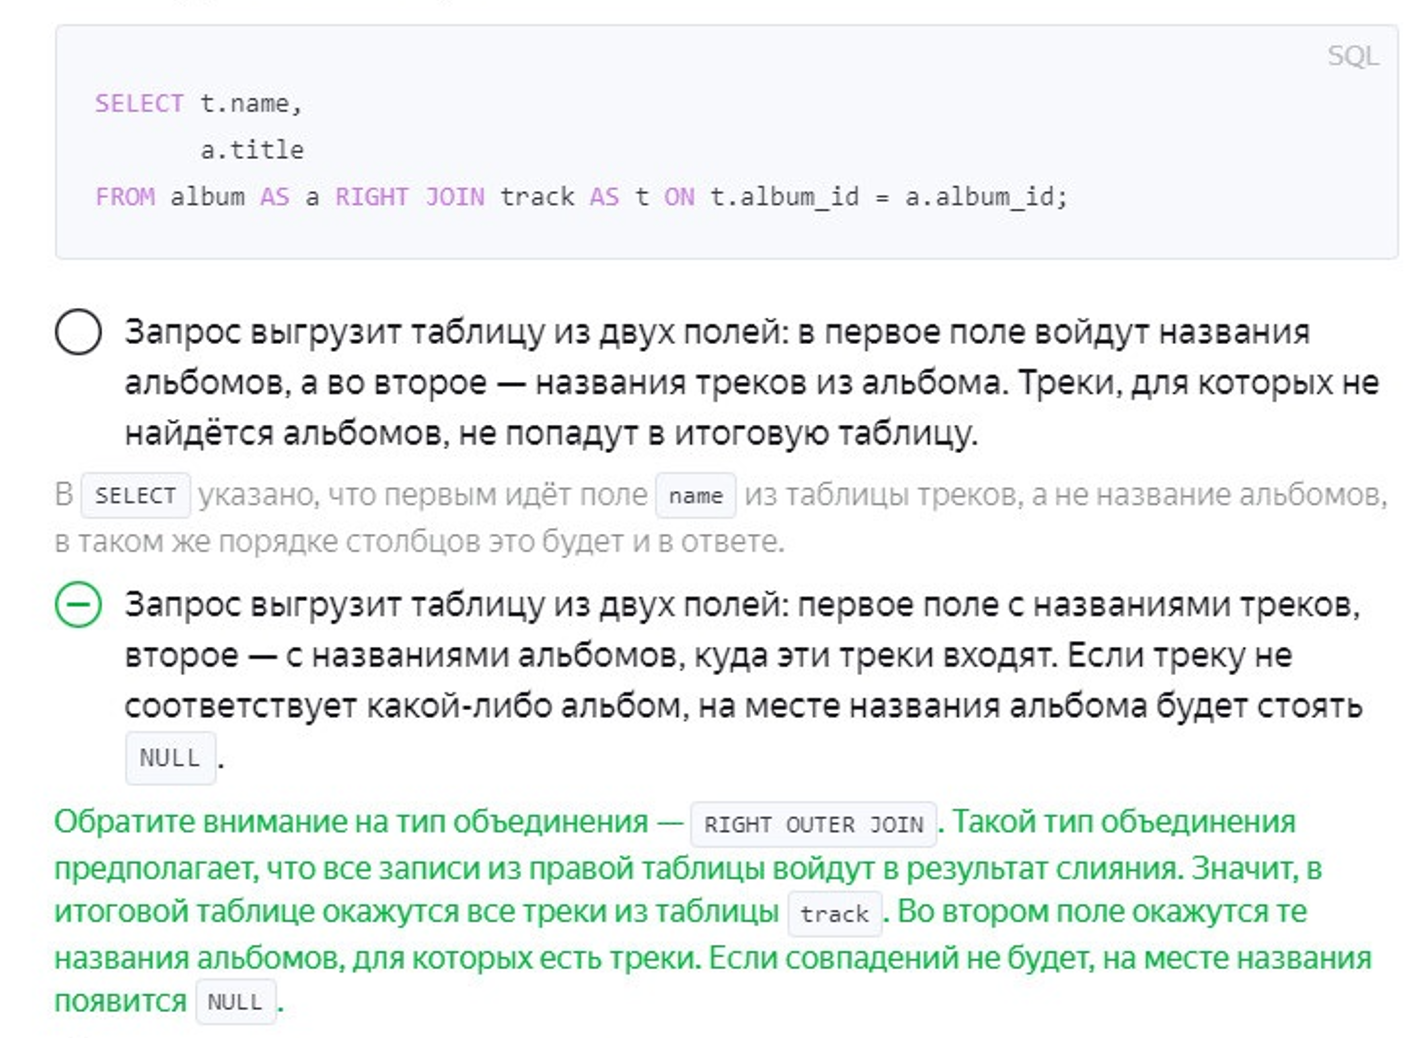 SQL
SELECT t.name,
a.title
FROM album AS a RIGHT JOIN track AS t ON t.album_id = a.album_id;
Запрос выгрузит таблицу из двух полей: в первое поле войдут названия
альбомов, а во второе — названия треков из альбома. Треки, для которых не
найдётся альбомов, не попадут в итоговую таблицу.
В SELECT указано, что первым идёт поле name из таблицы треков, а не название альбомов,
в таком же порядке столбцов это будет и в ответе.
Запрос выгрузит таблицу из двух полей: первое поле с названиями треков,
второе — с названиями альбомов, куда эти треки входят. Если треку не
соответствует какой-либо альбом, на месте названия альбома будет стоять
NULL.
Обратите внимание на тип объединения — RIGHT OUTER JOIN. Такой тип объединения
предполагает, что все записи из правой таблицы войдут в результат слияния. Значит, в
итоговой таблице окажутся все треки из таблицы track. Во втором поле окажутся те
названия альбомов, для которых есть треки. Если совпадений не будет, на месте названия
появится NULL.